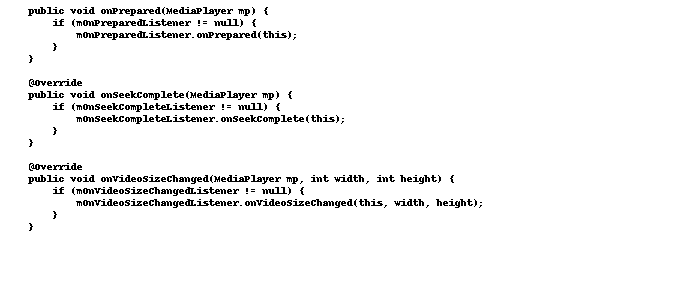 public void onPrepared(MediaPlayer mp) {
if (mOnPreparedListener != null) {
mOnPreparedListener.onPrepared(this);
}
}
@Override
public void onSeekComplete(MediaPlayer mp) {
if (mOnSeekCompleteListener != null) {
mOnSeekCompleteListener.onSeekComplete(this);
}
}
@Override
public void onVideoSizeChanged(MediaPlayer mp, int width, int height) {
if (mOnVideoSizeChangedListener != null) {
mOnVideoSizeChangedListener.onVideoSizeChanged(this, width, height);
}
}